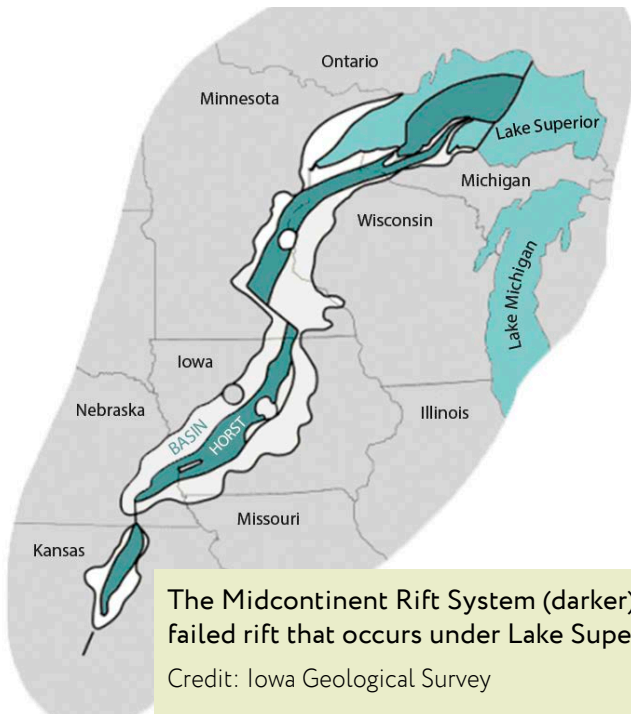 Ontario
Minnesota
Lake Superior
Michigan
Wisconsin
Lake Michigan
Iowa
Nebraska
Illinois
BASIN
HORST
Missouri
Kansas
The Midcontinent Rift System (darker)
failed rift that occurs under Lake Supe
Credit: Iowa Geological Survey